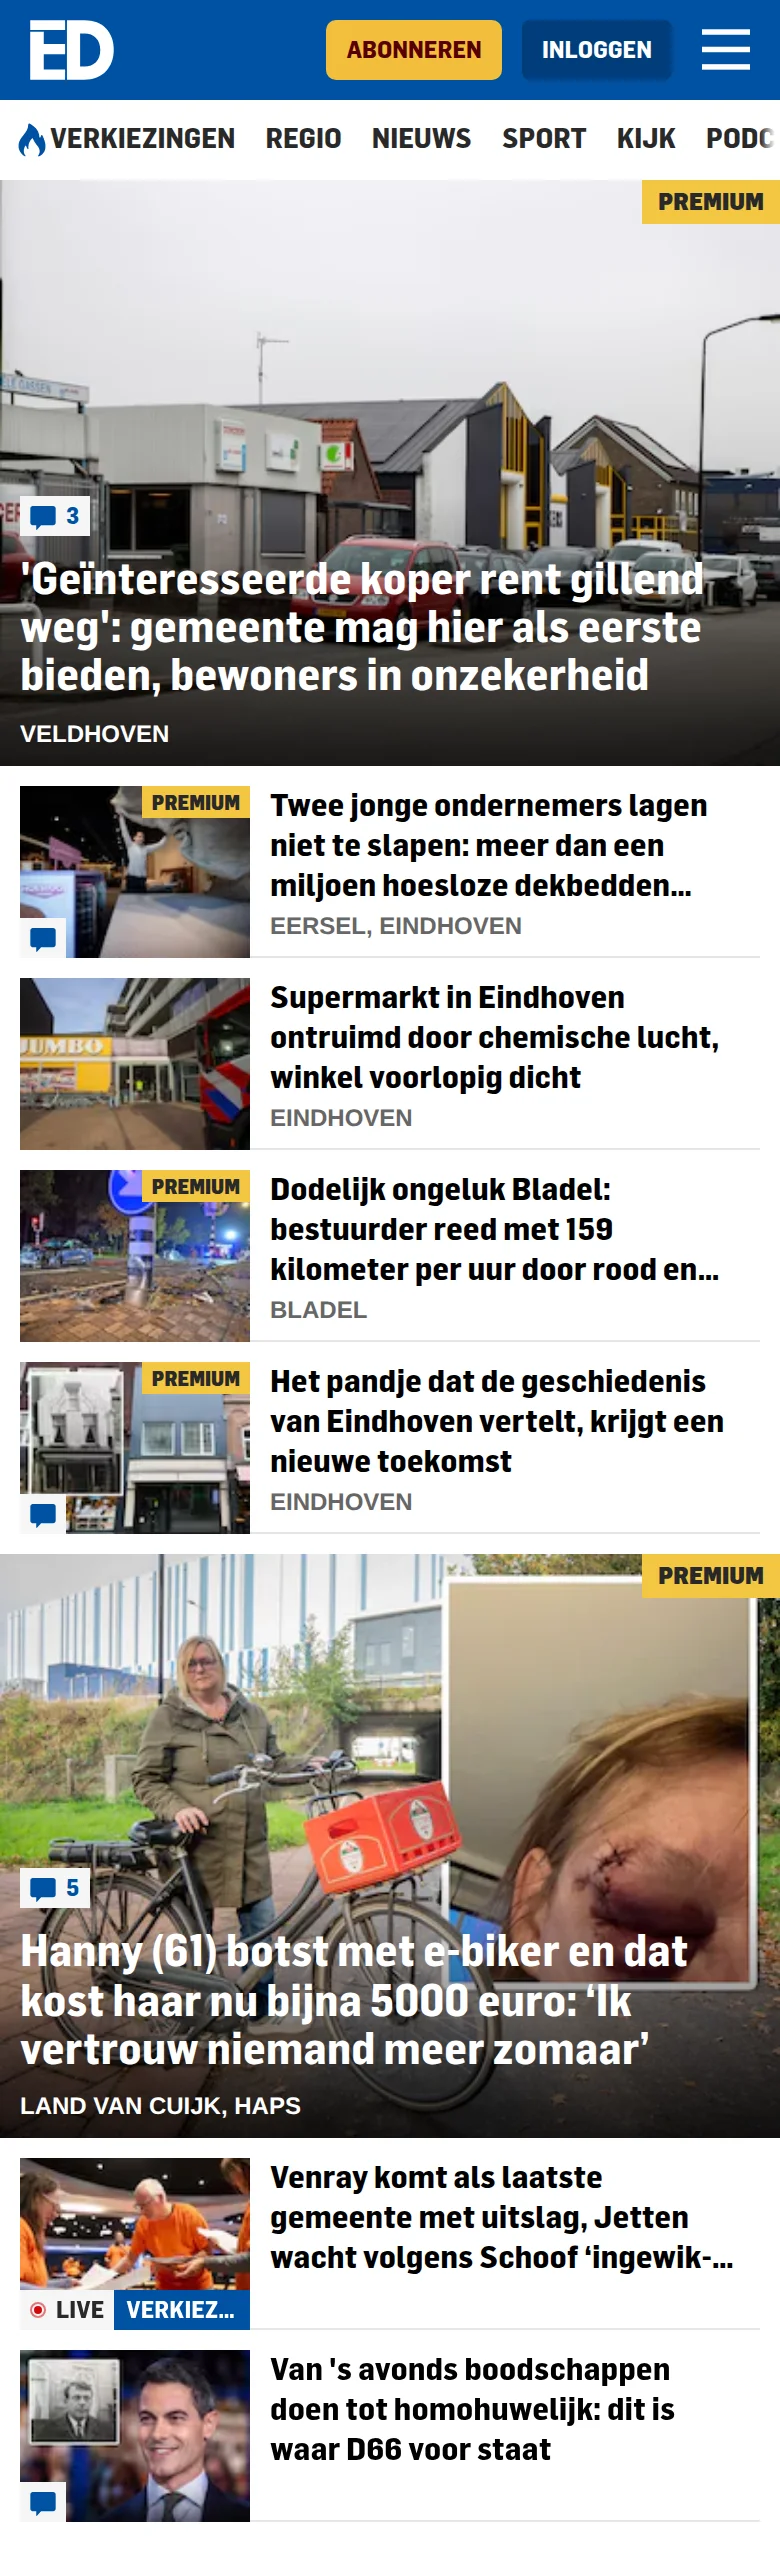 ED
ABONNEREN
INLOGGEN
VERKIEZINGEN REGIO NIEUWS SPORT KIJK PODC
PREMIUM
3
'Geïnteresseerde koper rent gillend
weg': gemeente mag hier als eerste
bieden, bewoners in onzekerheid
VELDHOVEN
PREMIUM
Twee jonge ondernemers lagen
niet te slapen: meer dan een
miljoen hoesloze dekbedden...
EERSEL, EINDHOVEN
JUMBO
Supermarkt in Eindhoven
ontruimd door chemische lucht,
winkel voorlopig dicht
EINDHOVEN
PREMIUM
Dodelijk ongeluk Bladel:
bestuurder reed met 159
kilometer per uur door rood en...
BLADEL
PREMIUM
Het pandje dat de geschiedenis
van Eindhoven vertelt, krijgt een
nieuwe toekomst
EINDHOVEN
PREMIUM
5
Hanny (61) botst met e-biker en dat
kost haar nu bijna 5000 euro: ‘Ik
vertrouw niemand meer zomaar’
LAND VAN CUIJK, HAPS
LIVE VERKIEZ...
Venray komt als laatste
gemeente met uitslag, Jetten
wacht volgens Schoof ‘ingewik-...
Van 's avonds boodschappen
doen tot homohuwelijk: dit is
waar D66 voor staat